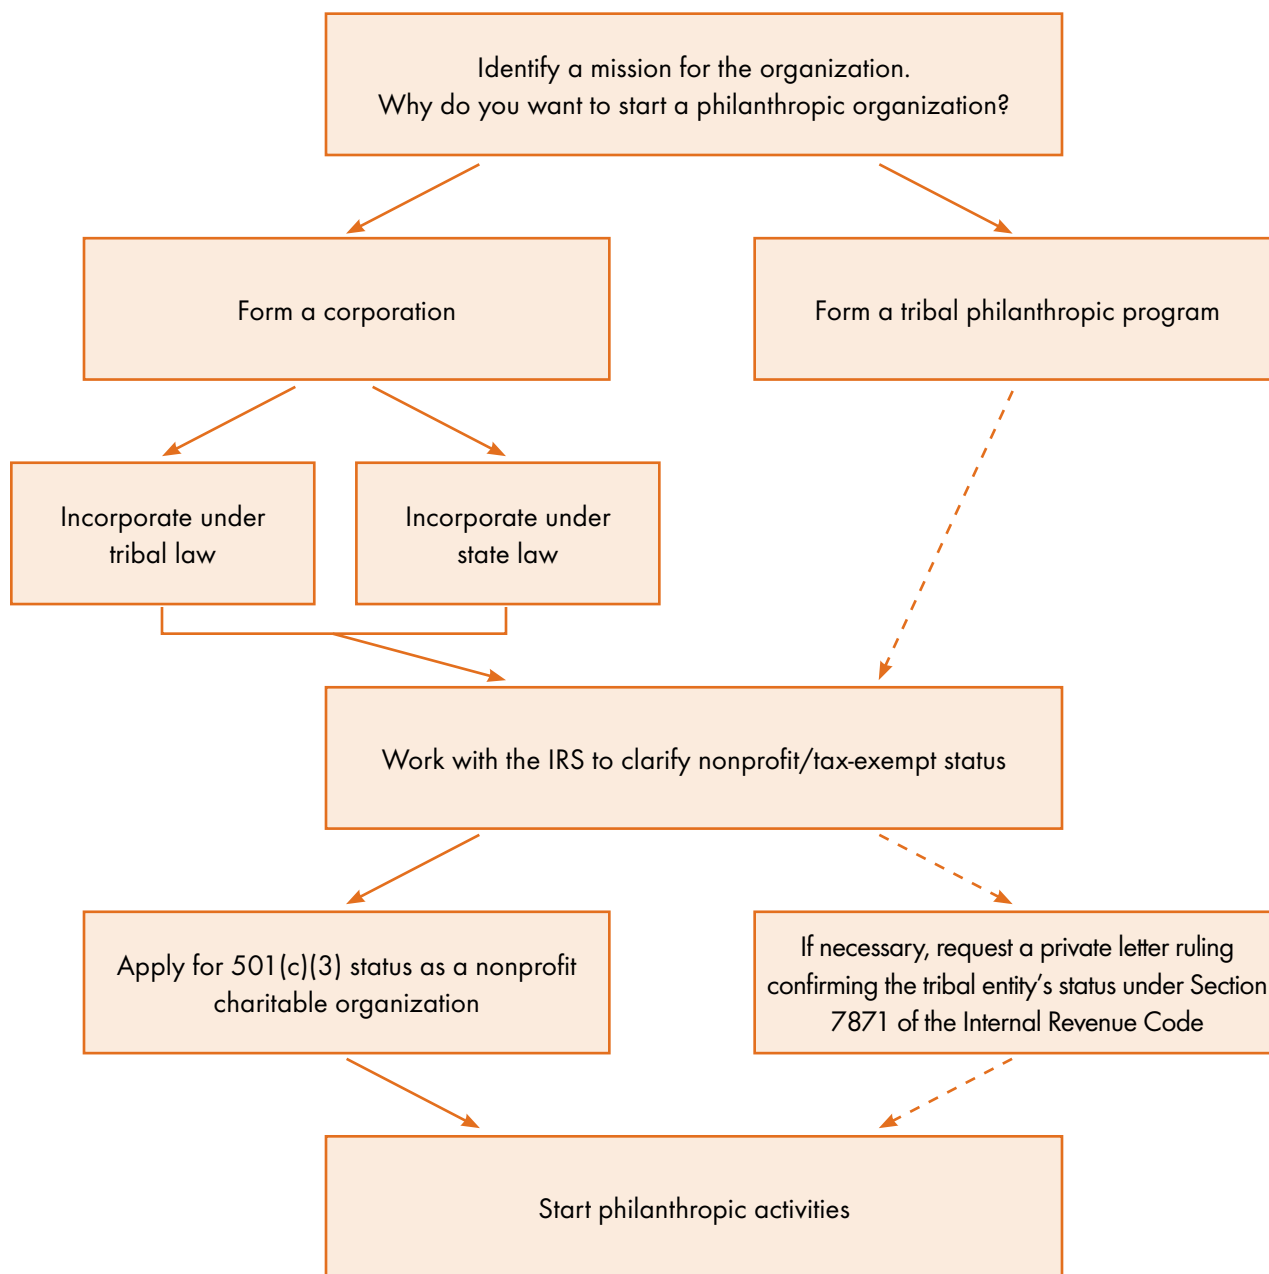 Identify a mission for the organization.
Why do you want to start a philanthropic organization?
Form a corporation
Form a tribal philanthropic program
Incorporate under
tribal law
Incorporate under
state law
Work with the IRS to clarify nonprofit/tax-exempt status
Apply for 501(c)(3) status as a nonprofit
charitable organization
If necessary, request a private letter ruling
confirming the tribal entity’s status under Section
7871 of the Internal Revenue Code
Start philanthropic activities